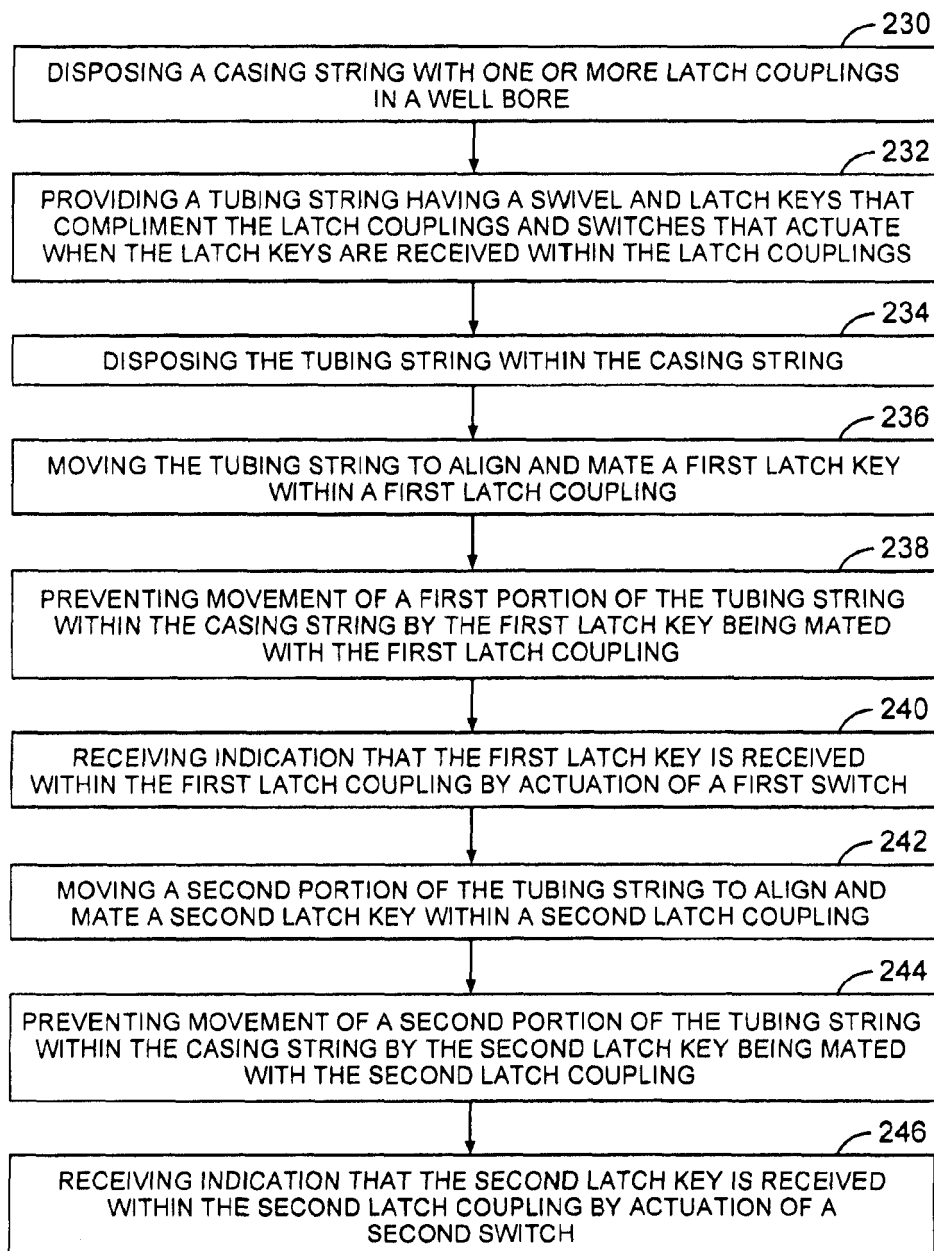 230
DISPOSING A CASING STRING WITH ONE OR MORE LATCH COUPLINGS
IN A WELL BORE
232
PROVIDING A TUBING STRING HAVING A SWIVEL AND LATCH KEYS THAT
COMPLIMENT THE LATCH COUPLINGS AND SWITCHES THAT ACTUATE
WHEN THE LATCH KEYS ARE RECEIVED WITHIN THE LATCH COUPLINGS
234
DISPOSING THE TUBING STRING WITHIN THE CASING STRING
236
MOVING THE TUBING STRING TO ALIGN AND MATE A FIRST LATCH KEY
WITHIN A FIRST LATCH COUPLING
238
PREVENTING MOVEMENT OF A FIRST PORTION OF THE TUBING STRING
WITHIN THE CASING STRING BY THE FIRST LATCH KEY BEING MATED
WITH THE FIRST LATCH COUPLING
240
RECEIVING INDICATION THAT THE FIRST LATCH KEY IS RECEIVED
WITHIN THE FIRST LATCH COUPLING BY ACTUATION OF A FIRST SWITCH
242
MOVING A SECOND PORTION OF THE TUBING STRING TO ALIGN AND
MATE A SECOND LATCH KEY WITHIN A SECOND LATCH COUPLING
244
PREVENTING MOVEMENT OF A SECOND PORTION OF THE TUBING STRING
WITHIN THE CASING STRING BY THE SECOND LATCH KEY BEING MATED
WITH THE SECOND LATCH COUPLING
246
RECEIVING INDICATION THAT THE SECOND LATCH KEY IS RECEIVED
WITHIN THE SECOND LATCH COUPLING BY ACTUATION OF A
SECOND SWITCH